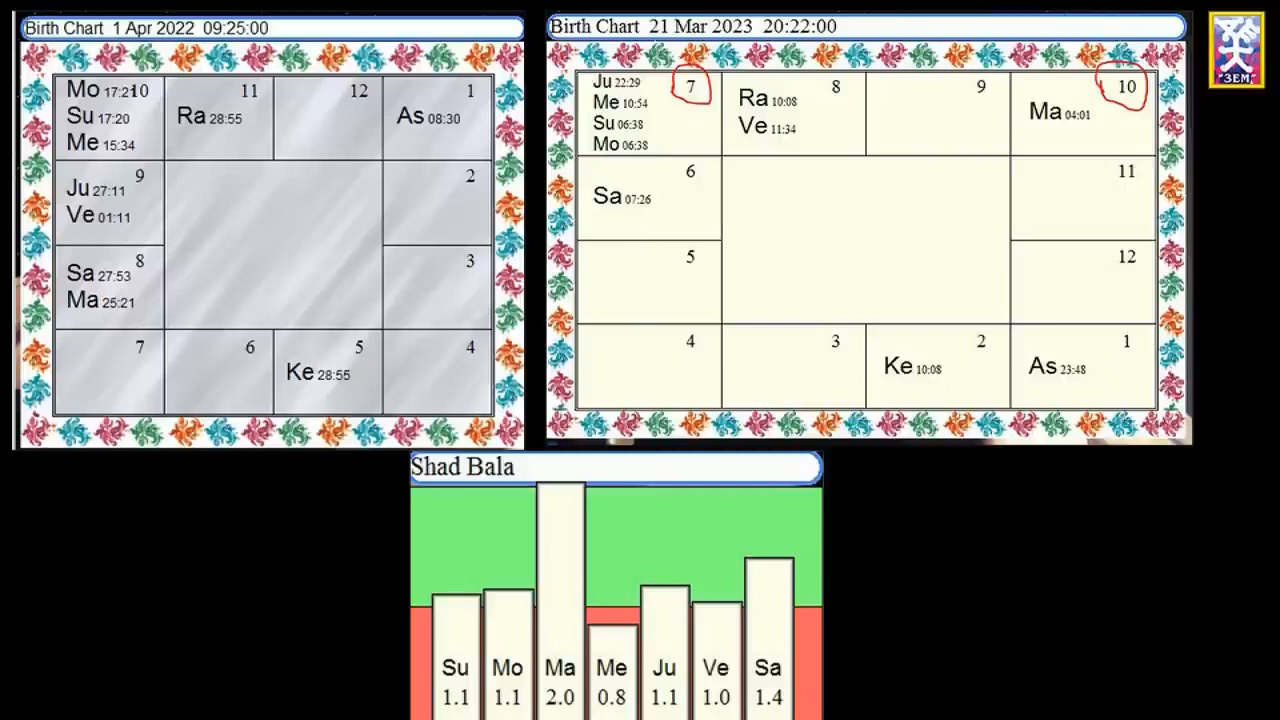 Birth Chart 1 Apr 2022 09:25:00
Mo 17:21 10
Su 17:20
Me 15:34
11
Ra 28:55
12
1
As 08:30
9
Ju 27:11
Ve 01:11
2
8
Sa 27:53
Ma 25:21
3
7
6
5
Ke 28:55
4
Birth Chart 21 Mar 2023 20:22:00
Ju 22:29
Me 10:54
Su 06:38
Mo 06:38
7
8
Ra 10:08
Ve 11:34
9
10
Ma 04:01
6
Sa 07:26
11
5
12
4
3
2
Ke 10:08
1
As 23:48
"ЗЕМ"
Shad Bala
Su Mo Ma Me Ju Ve Sa
1.1 1.1 2.0 0.8 1.1 1.0 1.4